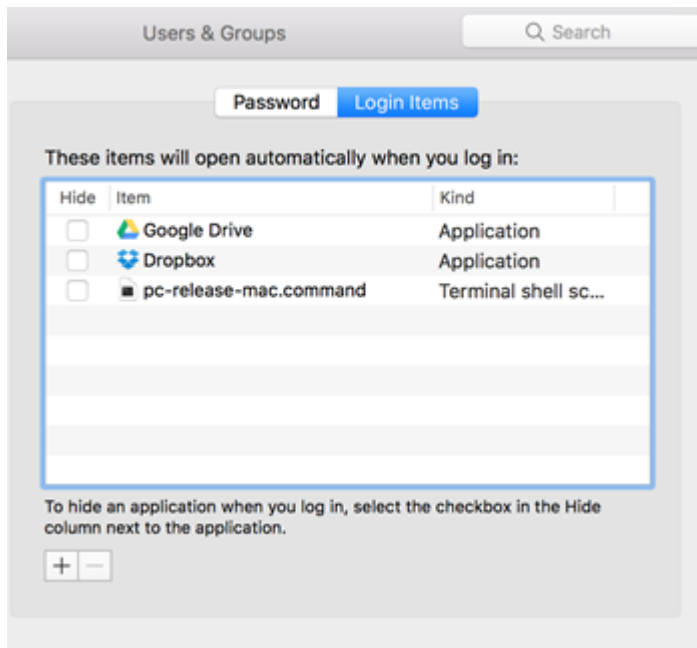 Users & Groups
Search
Password
Login Items
These items will open automatically when you log in:
Hide Item Kind
Google Drive Application
Dropbox Application
pc-release-mac.command Terminal shell sc...
To hide an application when you log in, select the checkbox in the Hide
column next to the application.
+ −